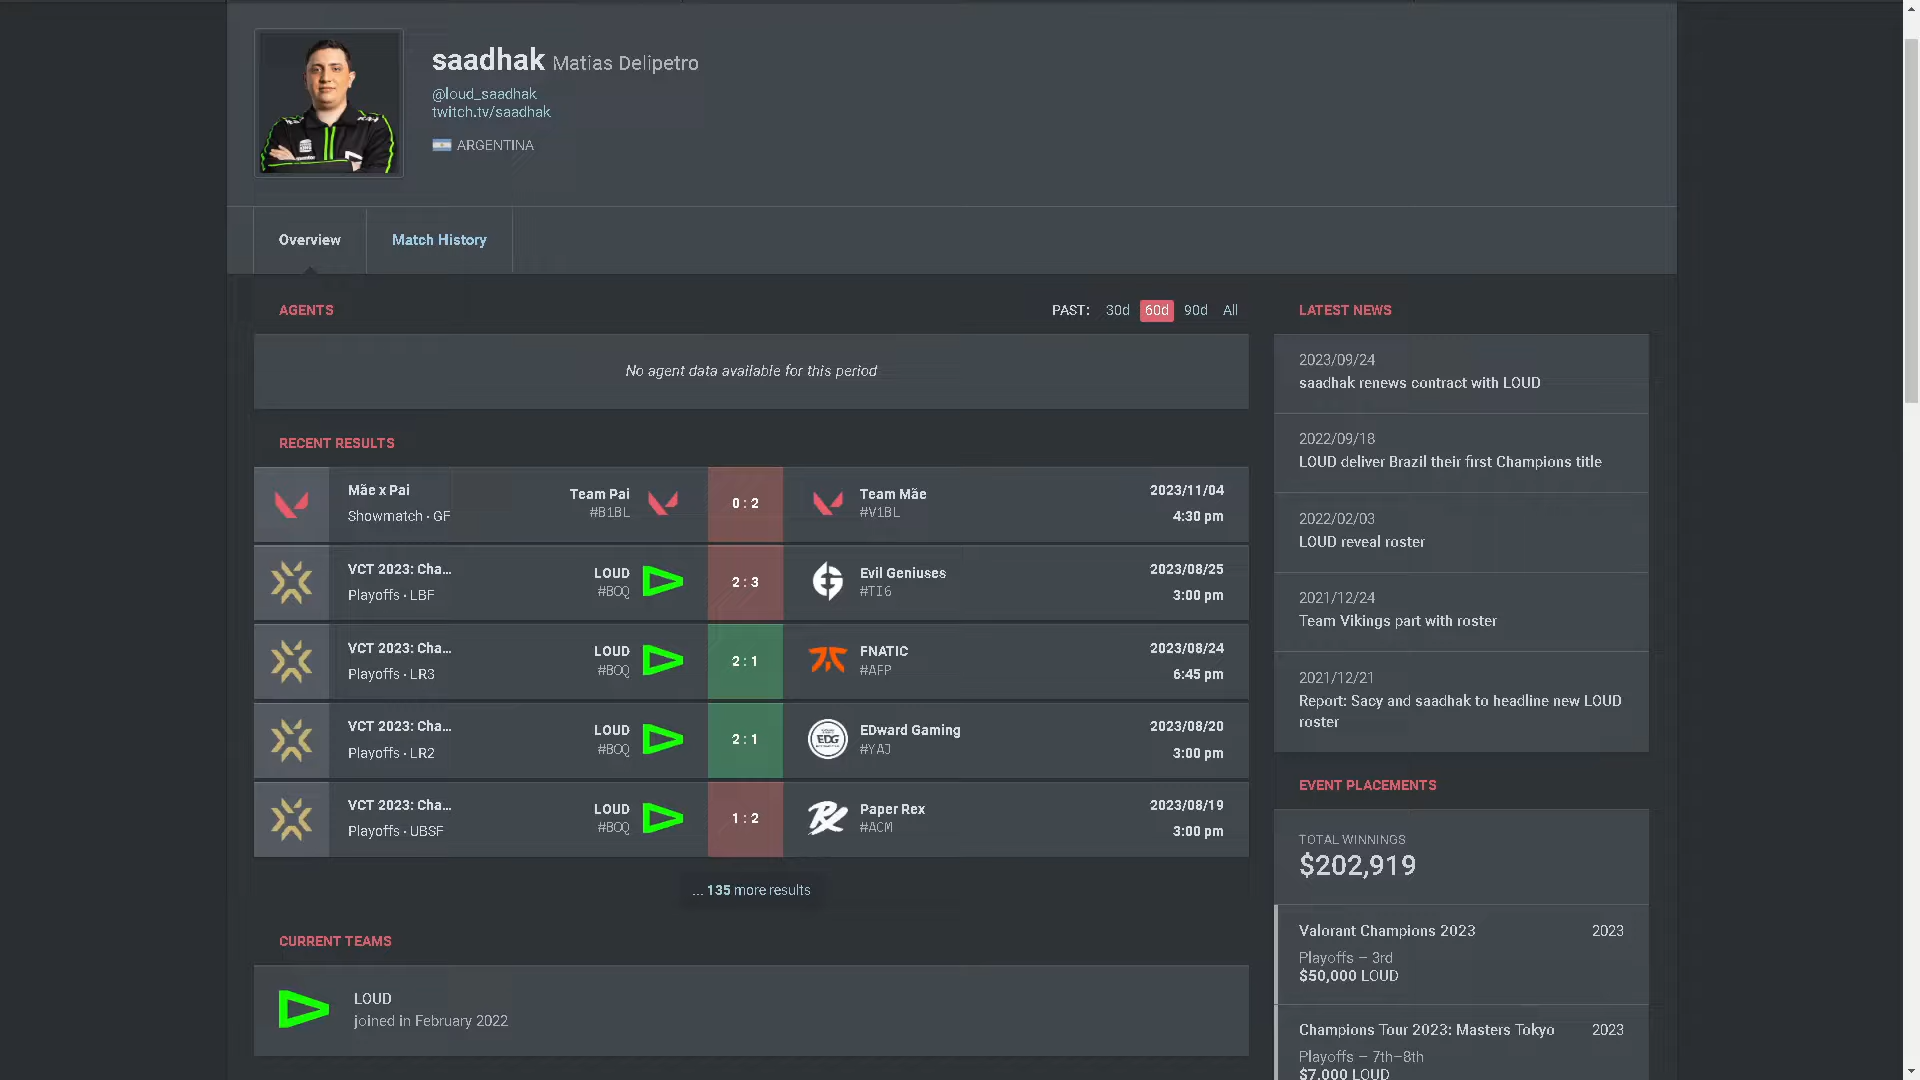 saadhak Matias Delipetro
@loud_saadhak
twitch.tv/saadhak
ARGENTINA
Overview
Match History
AGENTS
PAST: 30d 60d 90d All
No agent data available for this period
RECENT RESULTS
Mãe x Pai
Showmatch · GF
Team Pai
#B1BL
0 : 2
Team Mãe
#V1BL
2023/11/04
4:30 pm
VCT 2023: Cha...
Playoffs · LBF
LOUD
#BOQ
2 : 3
Evil Geniuses
#TI6
2023/08/25
3:00 pm
VCT 2023: Cha...
Playoffs · LR3
LOUD
#BOQ
2 : 1
FNATIC
#AFP
2023/08/24
6:45 pm
VCT 2023: Cha...
Playoffs · LR2
LOUD
#BOQ
2 : 1
EDG
EDward Gaming
#YAJ
2023/08/20
3:00 pm
VCT 2023: Cha...
Playoffs · UBSF
LOUD
#BOQ
1 : 2
Paper Rex
#ACM
2023/08/19
3:00 pm
... 135 more results
CURRENT TEAMS
LOUD
joined in February 2022
LATEST NEWS
2023/09/24
saadhak renews contract with LOUD
2022/09/18
LOUD deliver Brazil their first Champions title
2022/02/03
LOUD reveal roster
2021/12/24
Team Vikings part with roster
2021/12/21
Report: Sacy and saadhak to headline new LOUD
roster
EVENT PLACEMENTS
TOTAL WINNINGS
$202,919
Valorant Champions 2023 2023
Playoffs – 3rd
$50,000 LOUD
Champions Tour 2023: Masters Tokyo 2023
Playoffs – 7th–8th
$7,000 LOUD